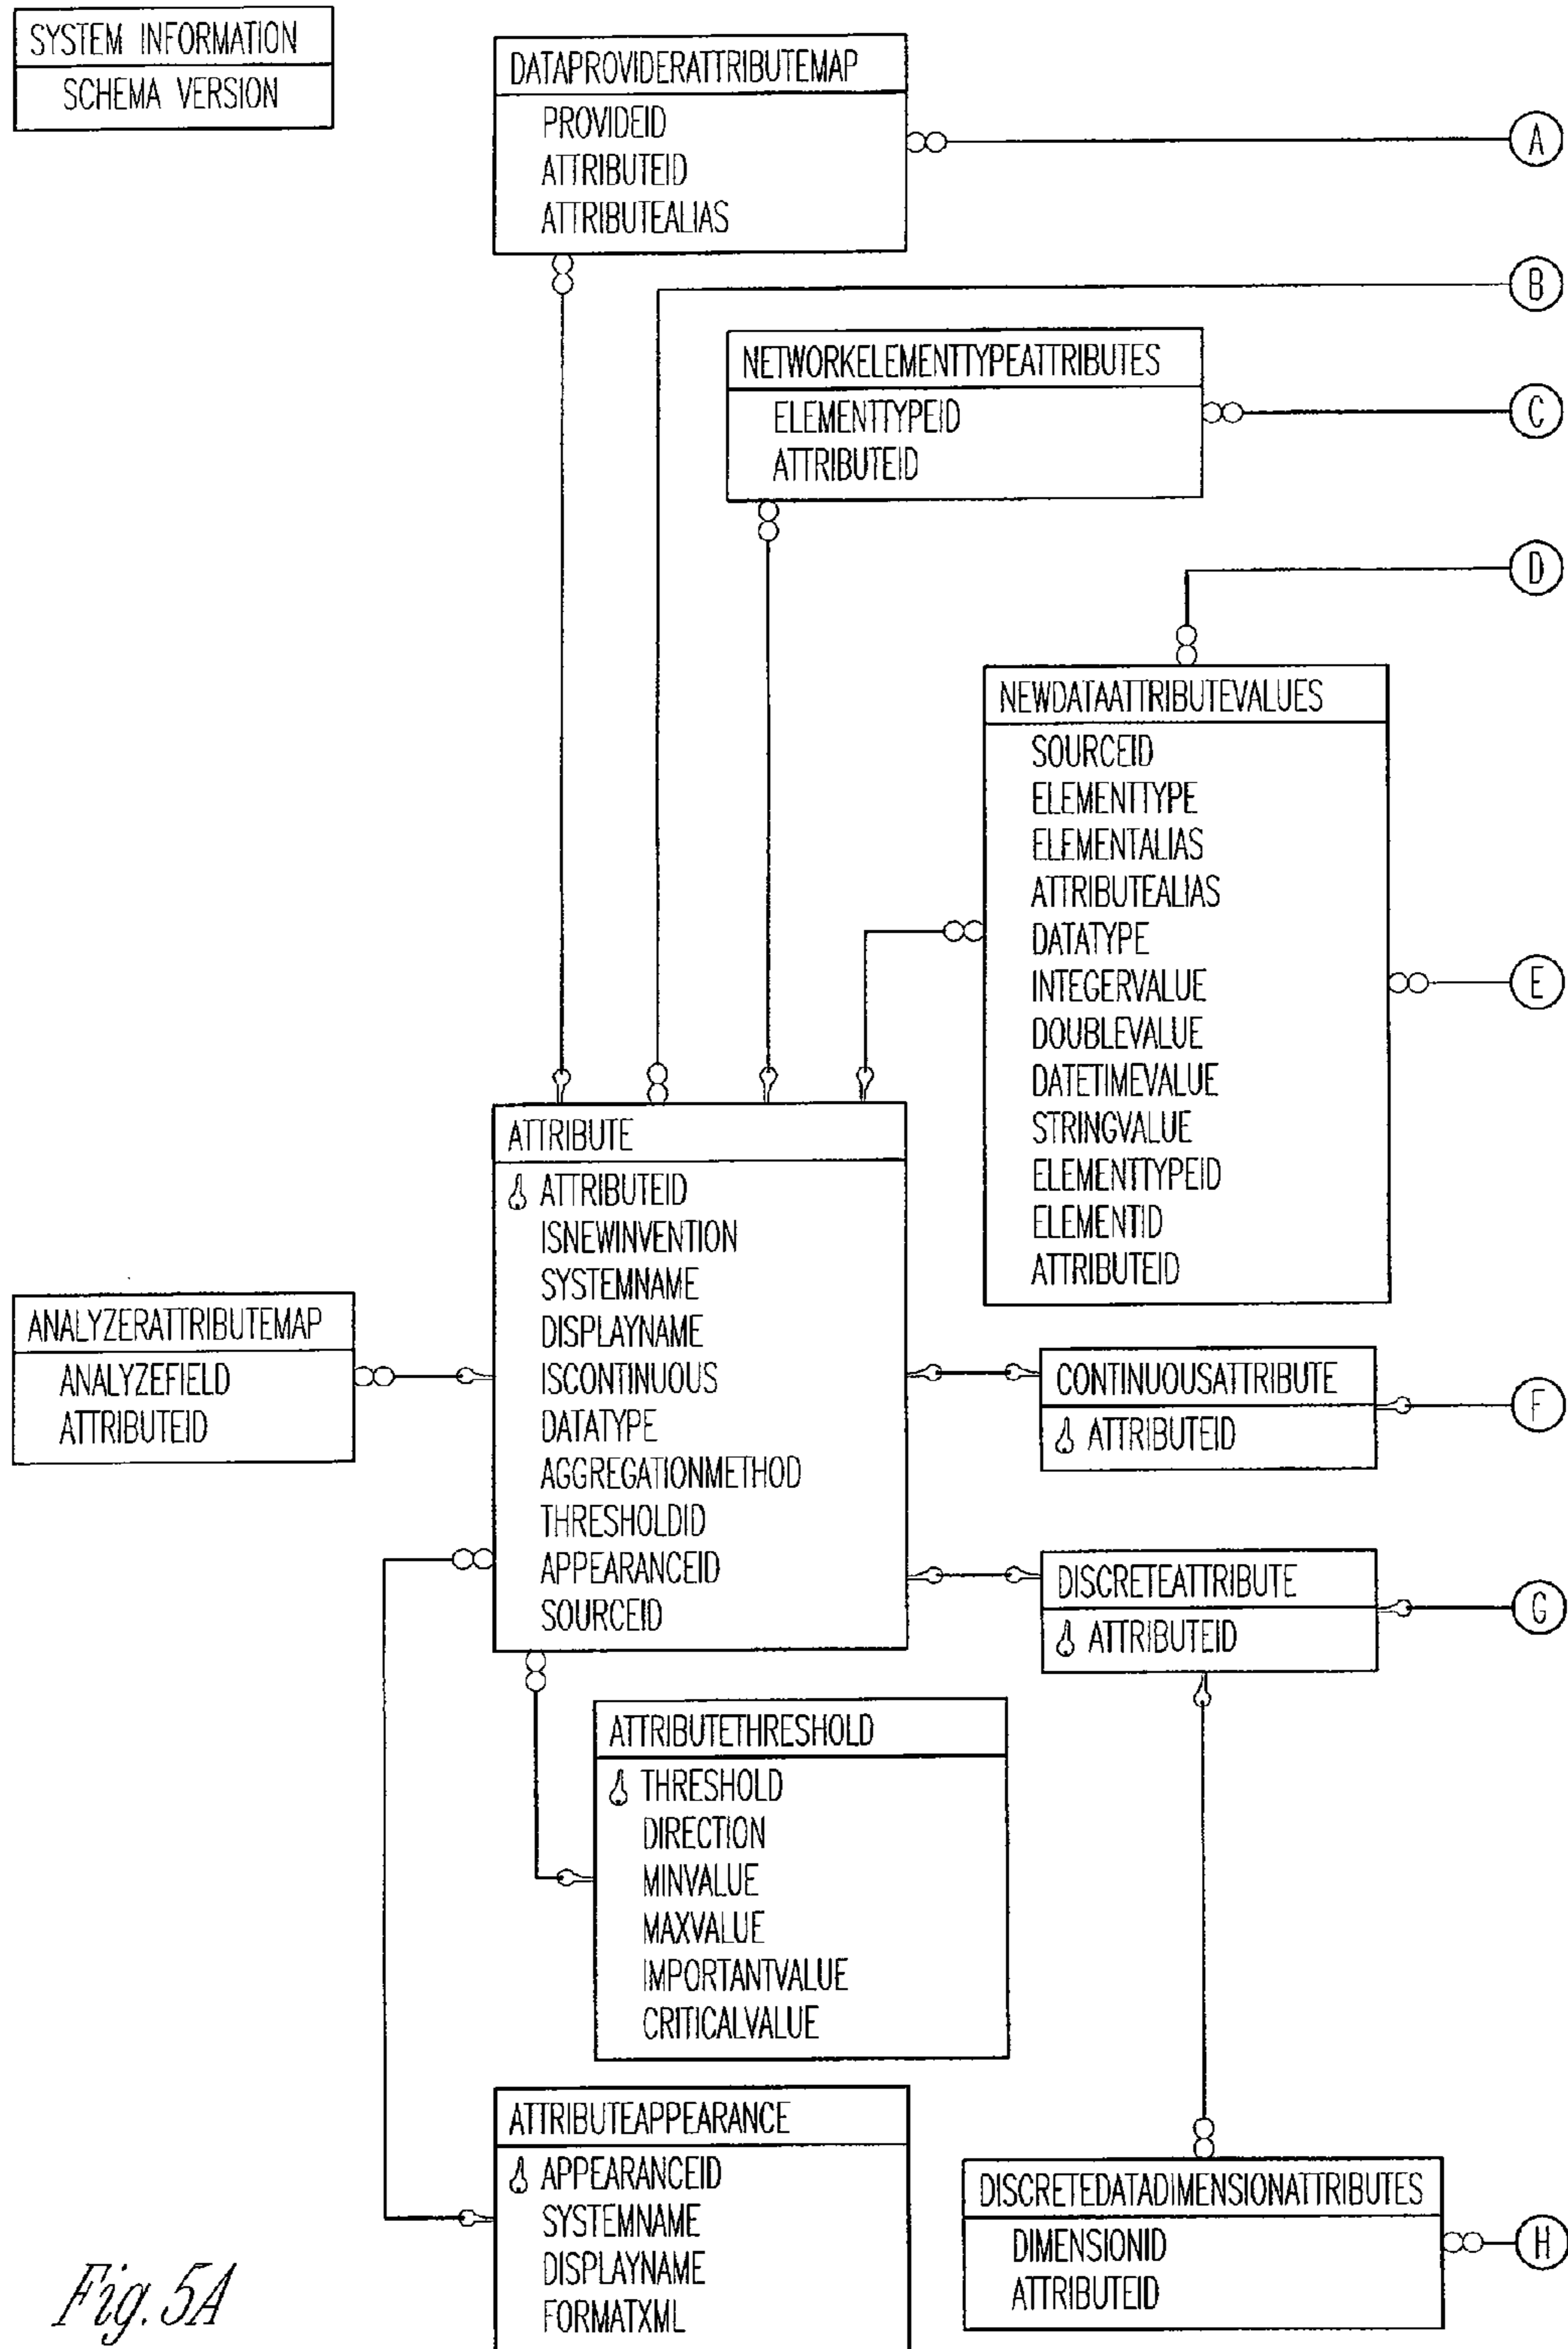 SYSTEM INFORMATION
SCHEMA VERSION
DATAPROVIDERATTRIBUTEMAP
PROVIDEID
ATTRIBUTEID
ATTRIBUTEALIAS
A
B
NETWORKELEMENTTYPEATTRIBUTES
ELEMENTTYPEID
ATTRIBUTEID
C
D
NEWDATAATTRIBUTEVALUES
SOURCEID
ELEMENTTYPE
ELEMENTALIAS
ATTRIBUTEALIAS
DATATYPE
INTEGERVALUE
DOUBLEVALUE
DATETIMEVALUE
STRINGVALUE
ELEMENTTYPEID
ELEMENTID
ATTRIBUTEID
E
ATTRIBUTE
ATTRIBUTEID
ISNEWINVENTION
SYSTEMNAME
DISPLAYNAME
ISCONTINUOUS
DATATYPE
AGGREGATIONMETHOD
THRESHOLDID
APPEARANCEID
SOURCEID
ANALYZERATTRIBUTEMAP
ANALYZEFIELD
ATTRIBUTEID
CONTINUOUSATTRIBUTE
ATTRIBUTEID
F
DISCRETEATTRIBUTE
ATTRIBUTEID
G
ATTRIBUTETHRESHOLD
THRESHOLD
DIRECTION
MINVALUE
MAXVALUE
IMPORTANTVALUE
CRITICALVALUE
ATTRIBUTEAPPEARANCE
APPEARANCEID
SYSTEMNAME
DISPLAYNAME
FORMATXML
DISCRETEDATADIMENSIONATTRIBUTES
DIMENSIONID
ATTRIBUTEID
H
Fig. 5A